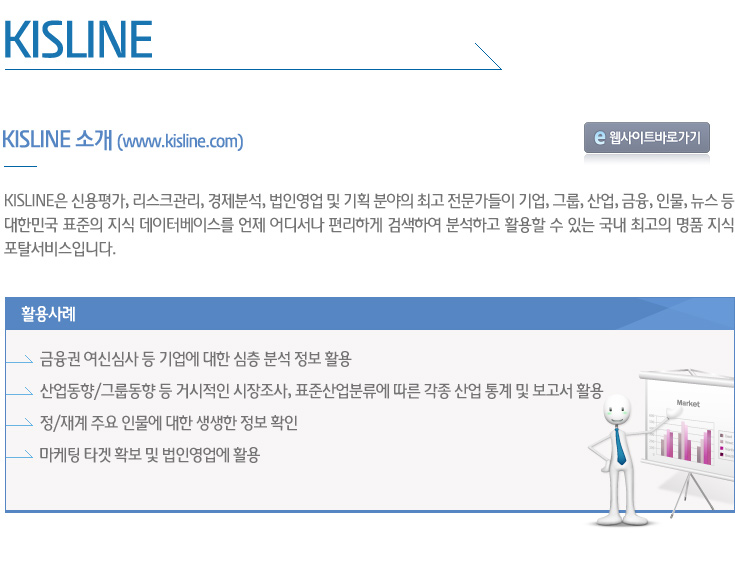 KISLINE
KISLINE 소개 (www.kisline.com)
e 웹사이트바로가기
KISLINE은 신용평가, 리스크관리, 경제분석, 법인영업 및 기획 분야의 최고 전문가들이 기업, 그룹, 산업, 금융, 인물, 뉴스 등
대한민국 표준의 지식 데이터베이스를 언제 어디서나 편리하게 검색하여 분석하고 활용할 수 있는 국내 최고의 명품 지식
포탈서비스입니다.
활용사례
금융권 여신심사 등 기업에 대한 심층 분석 정보 활용
산업동향/그룹동향 등 거시적인 시장조사, 표준산업분류에 따른 각종 산업 통계 및 보고서 활용
정/재계 주요 인물에 대한 생생한 정보 확인
마케팅 타겟 확보 및 법인영업에 활용
Market